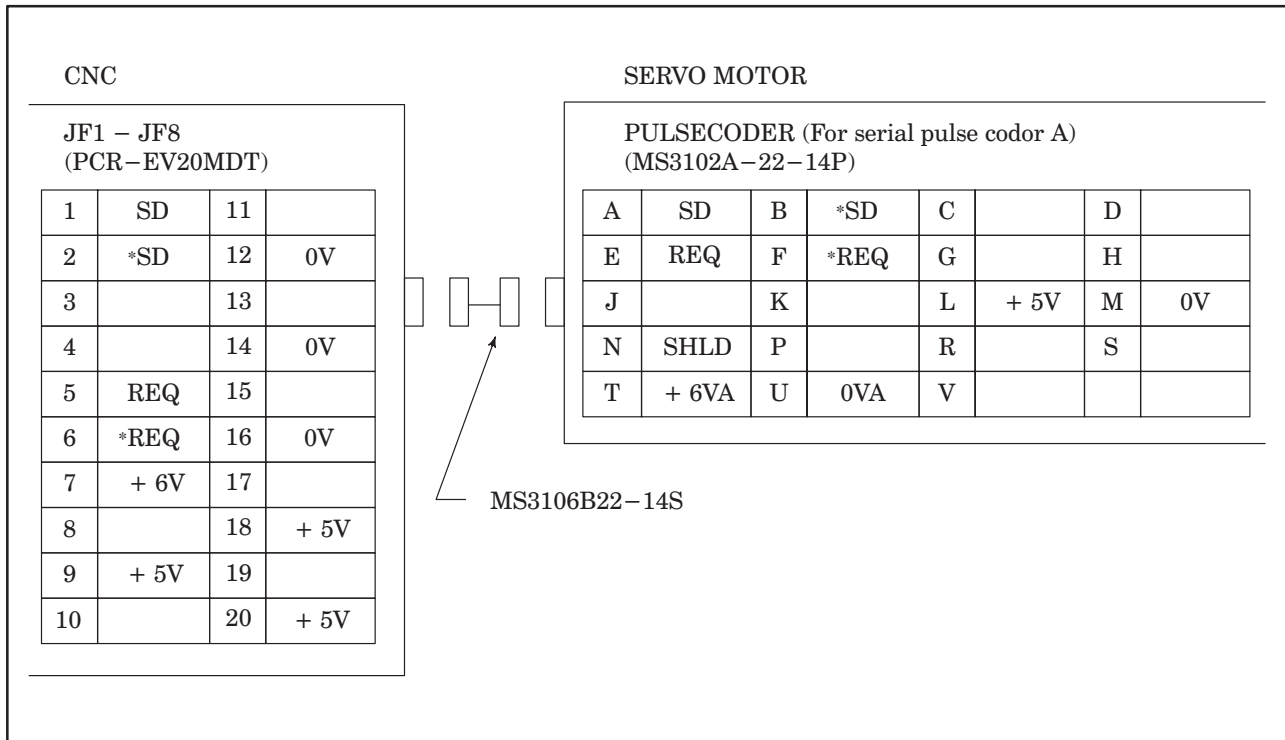 CNC
SERVO MOTOR
JF1 − JF8
(PCR−EV20MDT)
PULSECODER (For serial pulse codor A)
(MS3102A−22−14P)
1 SD 11
2 *SD 12 0V
3 13
4 14 0V
5 REQ 15
6 *REQ 16 0V
7 + 6V 17
8 18 + 5V
9 + 5V 19
10 20 + 5V
A SD B *SD C D
E REQ F *REQ G H
J K L + 5V M 0V
N SHLD P R S
T + 6VA U 0VA V
MS3106B22−14S